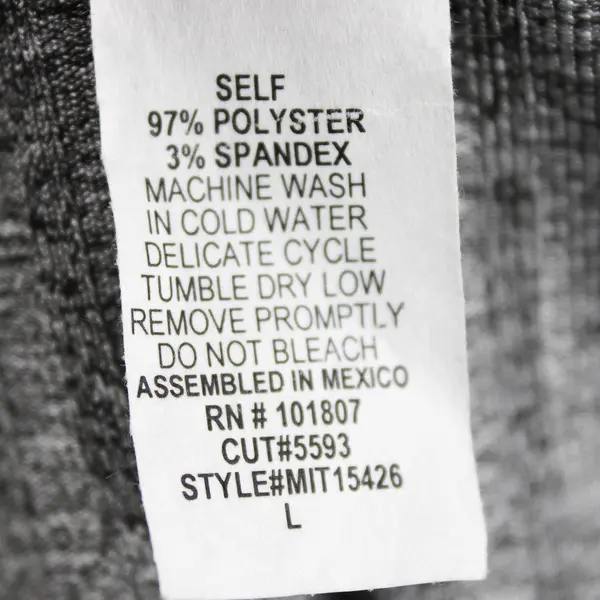 SELF
97% POLYSTER
3% SPANDEX
MACHINE WASH
IN COLD WATER
DELICATE CYCLE
TUMBLE DRY LOW
REMOVE PROMPTLY
DO NOT BLEACH
ASSEMBLED IN MEXICO
RN # 101807
CUT#5593
STYLE#MIT15426
L